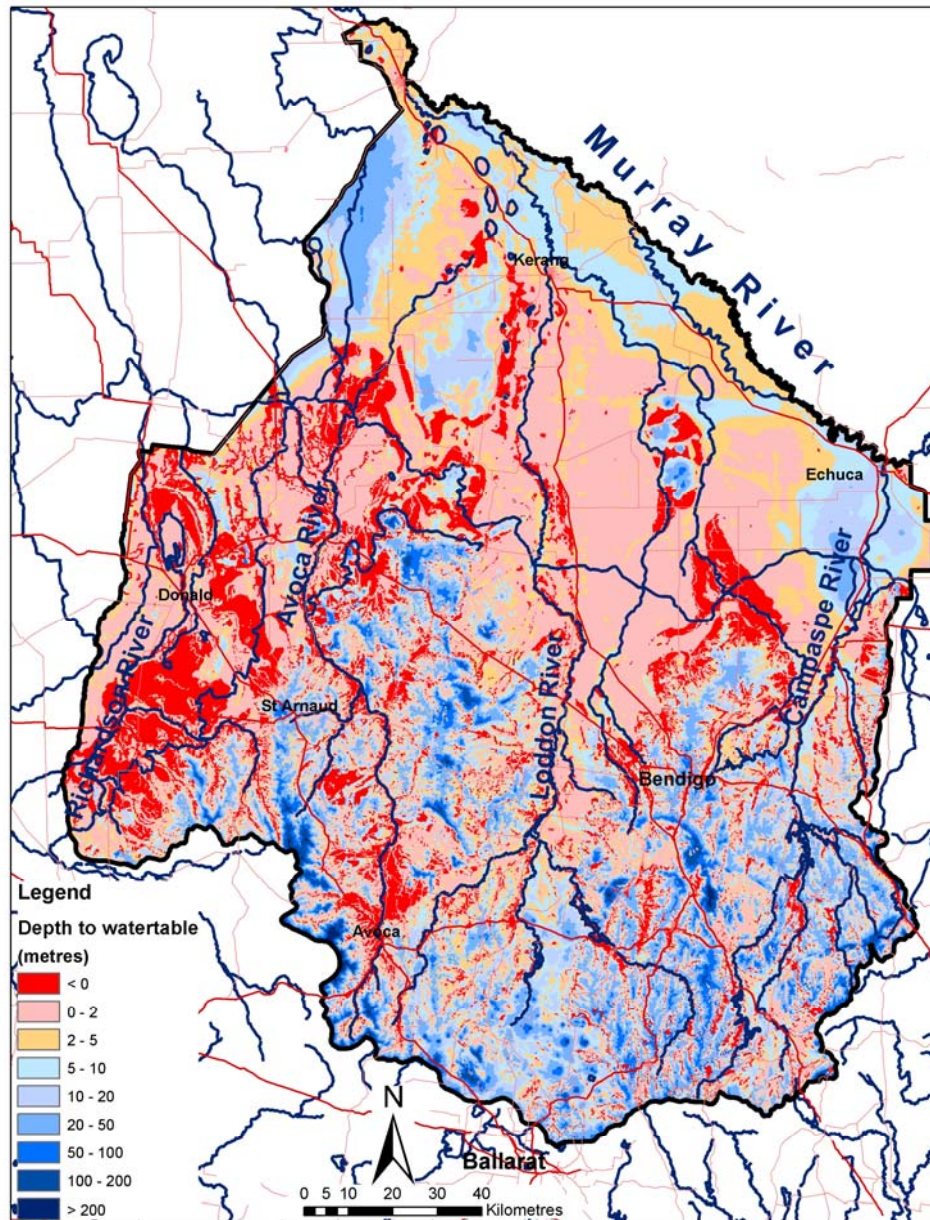 Murray River
Kerang
Echuca
Avoca River
Donald
Richardson River
Campaspe River
Loddon River
St Arnaud
Bendigo
Avoca
Legend
Depth to watertable
(metres)
< 0
0 - 2
2 - 5
5 - 10
10 - 20
20 - 50
50 - 100
100 - 200
> 200
N
Ballarat
0 5 10 20 30 40
Kilometres